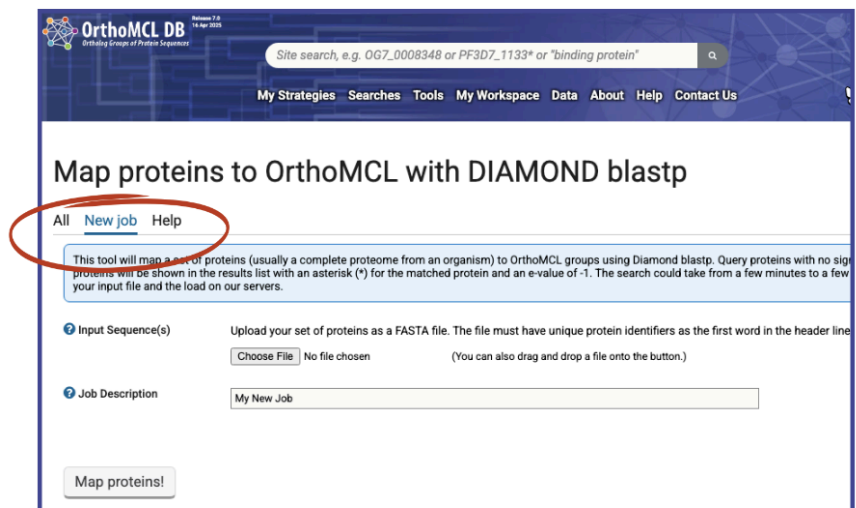 OrthoMCL DB
Release 7.0
16 Apr 2025
Ortholog Groups of Protein Sequences
Site search, e.g. OG7_0008348 or PF3D7_1133* or "binding protein"
My Strategies Searches Tools My Workspace Data About Help Contact Us
Map proteins to OrthoMCL with DIAMOND blastp
All New job Help
This tool will map a set of proteins (usually a complete proteome from an organism) to OrthoMCL groups using Diamond blastp. Query proteins with no sig
proteins will be shown in the results list with an asterisk (*) for the matched protein and an e-value of -1. The search could take from a few minutes to a few
your input file and the load on our servers.
Input Sequence(s)
Upload your set of proteins as a FASTA file. The file must have unique protein identifiers as the first word in the header line
Choose File No file chosen (You can also drag and drop a file onto the button.)
Job Description
My New Job
Map proteins!